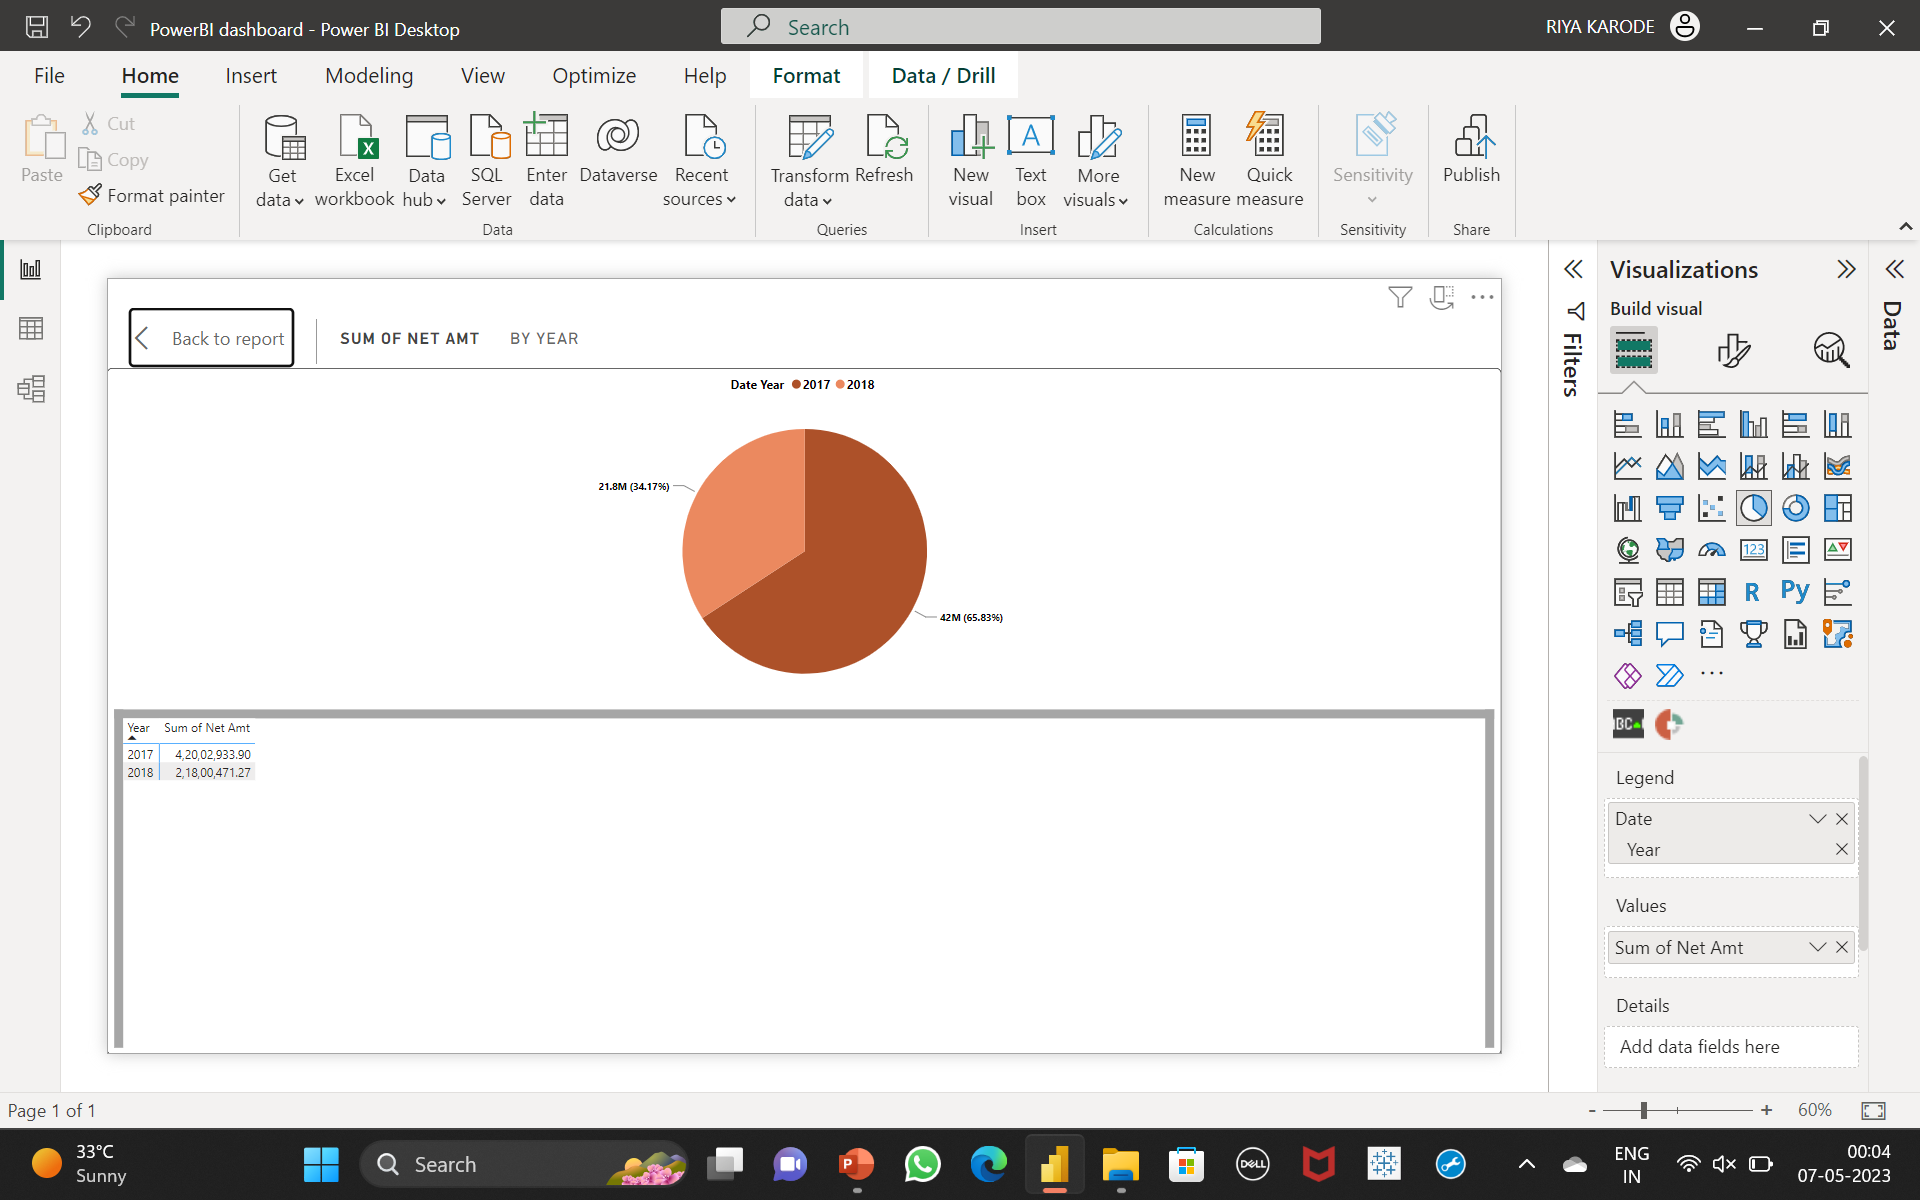 PowerBI dashboard - Power BI Desktop
Search
RIYA KARODE
File Home Insert Modeling View Optimize Help Format Data / Drill
Paste
Cut
Copy
Format painter
Get data
Excel workbook
Data hub
SQL Server
Enter data
Dataverse
Recent sources
Transform data
Refresh
New visual
Text box
More visuals
New measure
Quick measure
Sensitivity
Publish
Clipboard Data Queries Insert Calculations Sensitivity Share
Back to report
SUM OF NET AMT BY YEAR
Date Year 2017 2018
21.8M (34.17%)
42M (65.83%)
Year Sum of Net Amt
2017 4,20,02,933.90
2018 2,18,00,471.27
Filters
Visualizations
Build visual
123
R
Py
Legend
Date
Year
Values
Sum of Net Amt
Details
Add data fields here
Data
Page 1 of 1
- + 60%
33°C
Sunny
Search
DELL
ENG
IN
00:04
07-05-2023